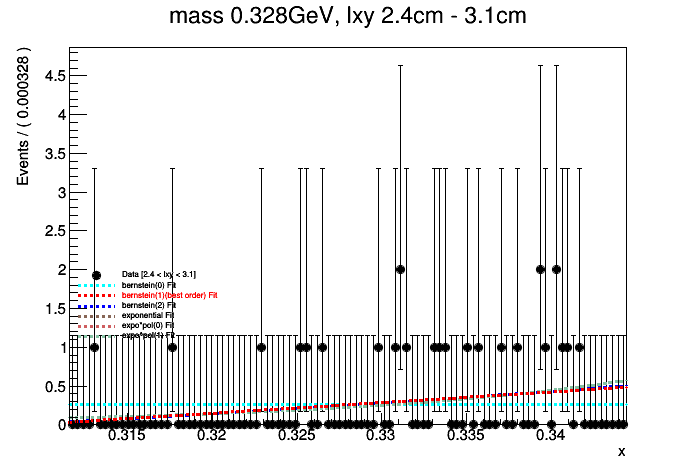 mass 0.328GeV, lxy 2.4cm - 3.1cm
Events / ( 0.000328 )
4.5
4
3.5
3
2.5
2
1.5
1
0.5
0
Data [2.4 < lxy < 3.1]
bernstein(0) Fit
bernstein(1)(best order) Fit
bernstein(2) Fit
exponential Fit
expo*pol(0) Fit
expo*pol(1) Fit
0.315 0.32 0.325 0.33 0.335 0.34
x